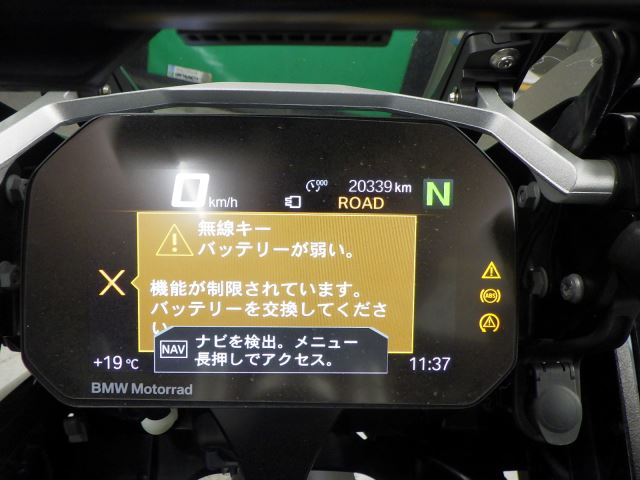 0 km/h
000
20339 km
ROAD
N
無線キー
バッテリーが弱い。
機能が制限されています。
バッテリーを交換してくださ
い
NAV
ナビを検出。メニュー
長押しでアクセス。
ABS
+19 °C
11:37
BMW Motorrad